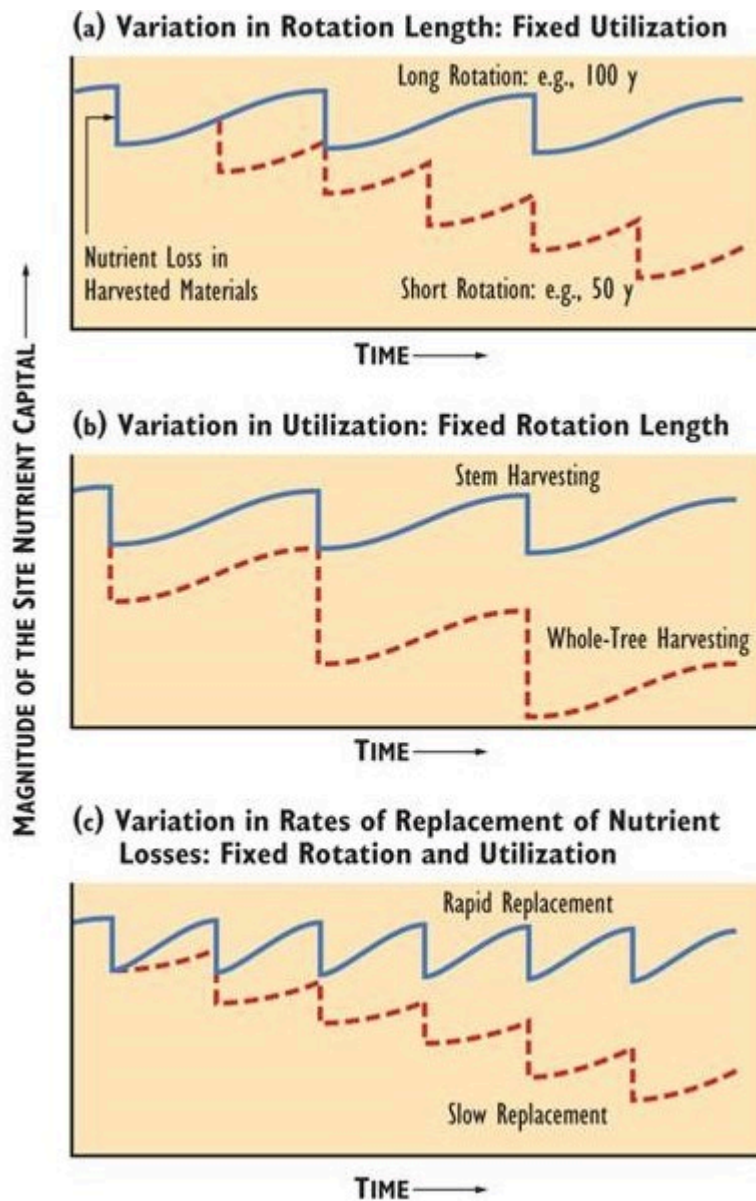 (a) Variation in Rotation Length: Fixed Utilization
Long Rotation: e.g., 100 y
Nutrient Loss in
Harvested Materials
Short Rotation: e.g., 50 y
TIME
MAGNITUDE OF THE SITE NUTRIENT CAPITAL
(b) Variation in Utilization: Fixed Rotation Length
Stem Harvesting
Whole-Tree Harvesting
TIME
(c) Variation in Rates of Replacement of Nutrient
Losses: Fixed Rotation and Utilization
Rapid Replacement
Slow Replacement
TIME